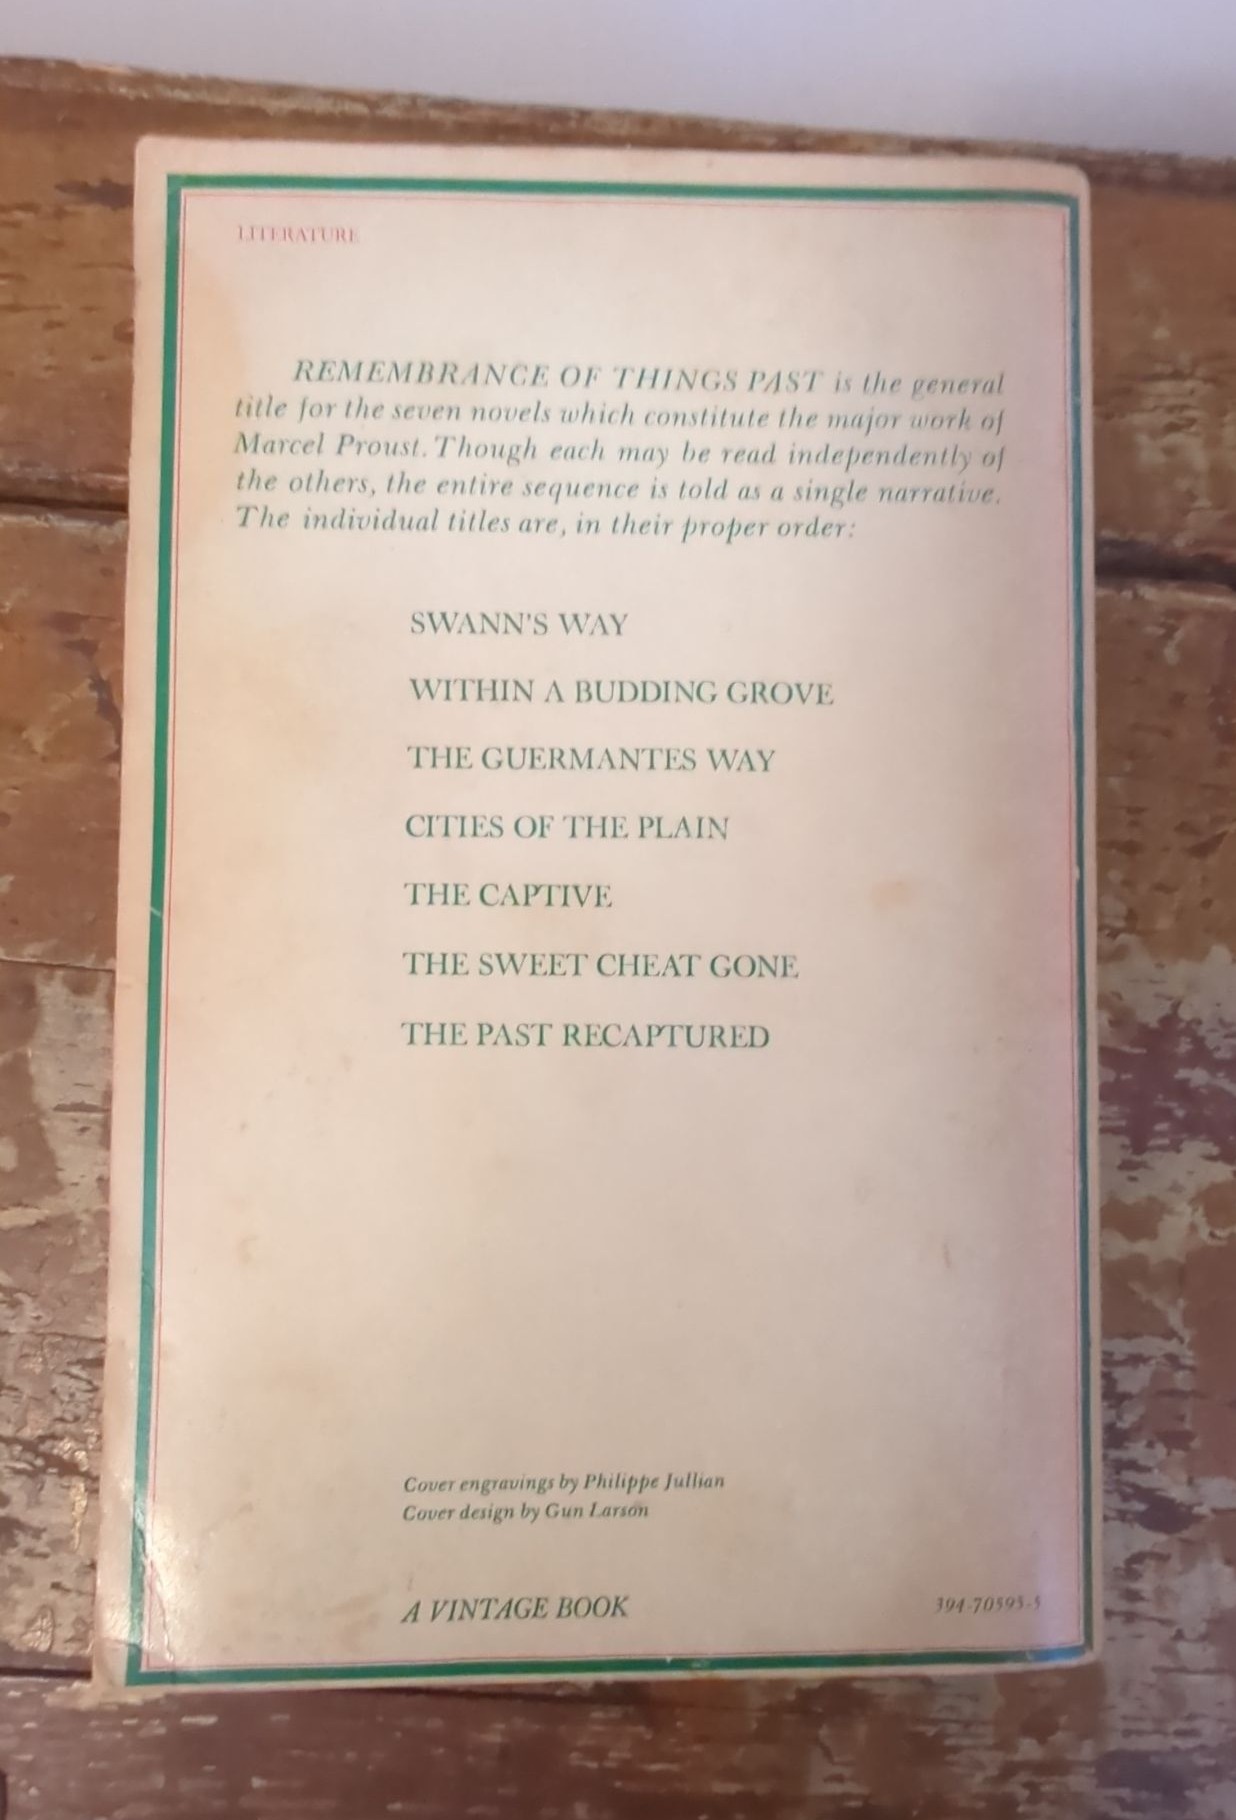 LITERATURE
REMEMBRANCE OF THINGS PAST is the general
title for the seven novels which constitute the major work of
Marcel Proust. Though each may be read independently of
the others, the entire sequence is told as a single narrative.
The individual titles are, in their proper order:
SWANN'S WAY
WITHIN A BUDDING GROVE
THE GUERMANTES WAY
CITIES OF THE PLAIN
THE CAPTIVE
THE SWEET CHEAT GONE
THE PAST RECAPTURED
Cover engravings by Philippe Jullian
Cover design by Gun Larson
A VINTAGE BOOK
394-70595-5